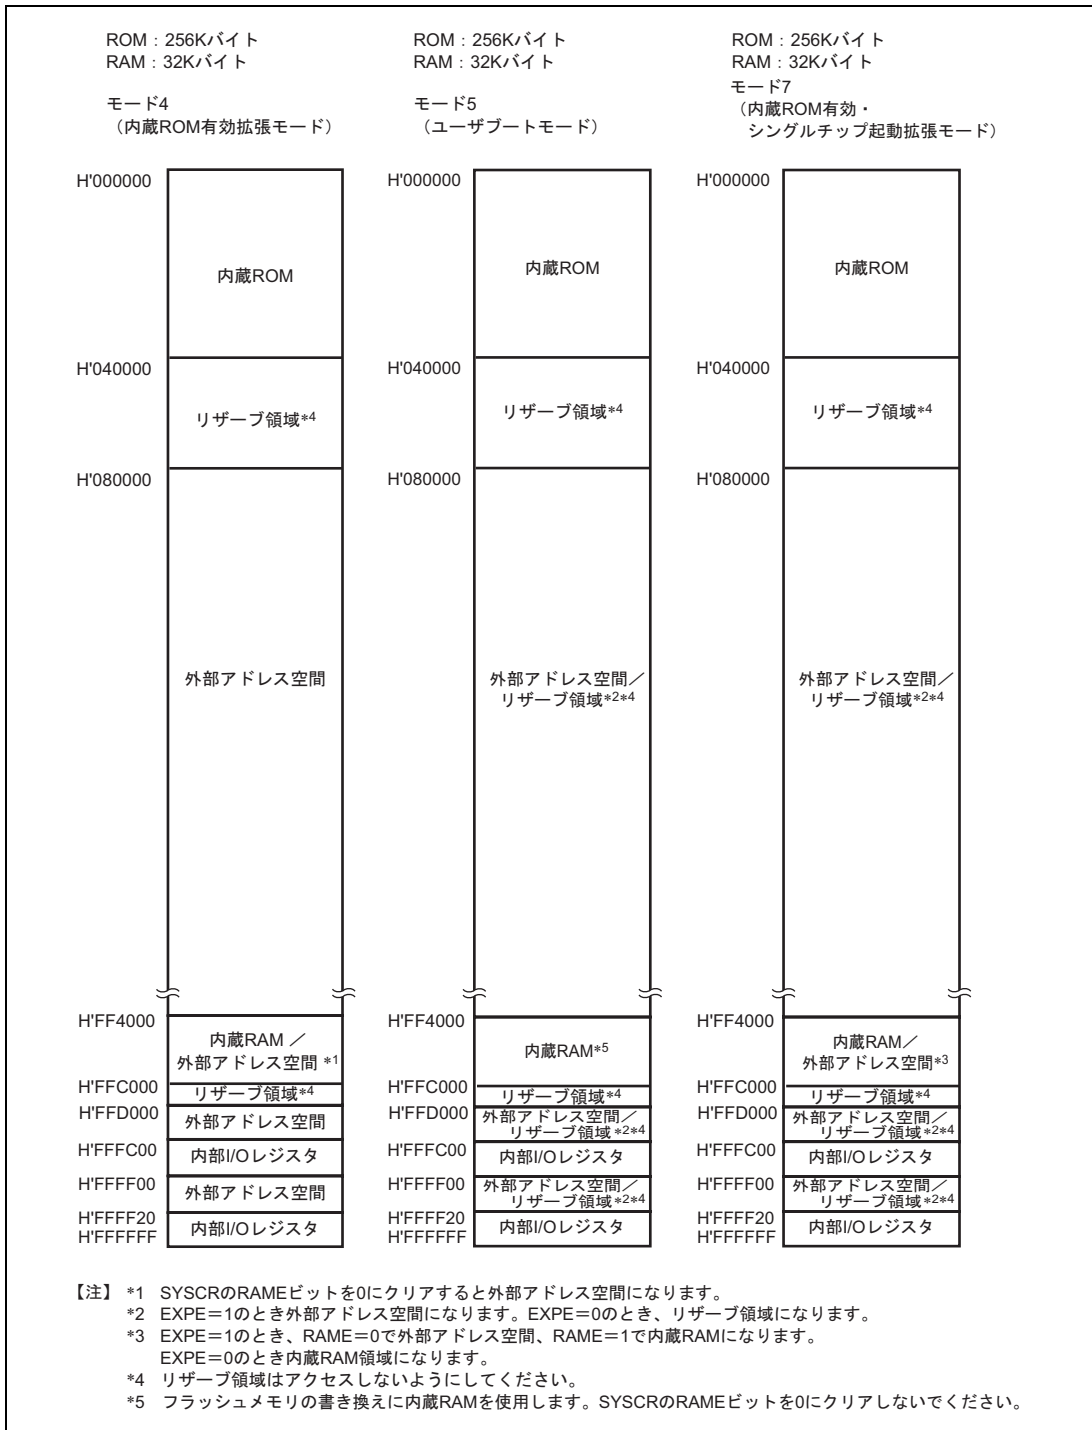 ROM：256Kバイト
RAM：32Kバイト
モード4
（内蔵ROM有効拡張モード）
H'000000
内蔵ROM
H'040000
リザーブ領域*4
H'080000
外部アドレス空間
H'FF4000
内蔵RAM ／
外部アドレス空間 *1
H'FFC000
リザーブ領域*4
H'FFD000
外部アドレス空間
H'FFFC00
内部I/Oレジスタ
H'FFFF00
外部アドレス空間
H'FFFF20
内部I/Oレジスタ
H'FFFFFF
ROM：256Kバイト
RAM：32Kバイト
モード5
（ユーザブートモード）
H'000000
内蔵ROM
H'040000
リザーブ領域*4
H'080000
外部アドレス空間／
リザーブ領域*2*4
H'FF4000
内蔵RAM*5
H'FFC000
リザーブ領域*4
H'FFD000
外部アドレス空間／
リザーブ領域*2*4
H'FFFC00
内部I/Oレジスタ
H'FFFF00
外部アドレス空間／
リザーブ領域*2*4
H'FFFF20
内部I/Oレジスタ
H'FFFFFF
ROM：256Kバイト
RAM：32Kバイト
モード7
（内蔵ROM有効・
シングルチップ起動拡張モード）
H'000000
内蔵ROM
H'040000
リザーブ領域*4
H'080000
外部アドレス空間／
リザーブ領域*2*4
H'FF4000
内蔵RAM／
外部アドレス空間*3
H'FFC000
リザーブ領域*4
H'FFD000
外部アドレス空間／
リザーブ領域*2*4
H'FFFC00
内部I/Oレジスタ
H'FFFF00
外部アドレス空間／
リザーブ領域*2*4
H'FFFF20
内部I/Oレジスタ
H'FFFFFF
【注】 *1 SYSCRのRAMEビットを0にクリアすると外部アドレス空間になります。
*2 EXPE＝1のとき外部アドレス空間になります。EXPE＝0のとき、リザーブ領域になります。
*3 EXPE＝1のとき、RAME＝0で外部アドレス空間、RAME＝1で内蔵RAMになります。
EXPE＝0のとき内蔵RAM領域になります。
*4 リザーブ領域はアクセスしないようにしてください。
*5 フラッシュメモリの書き換えに内蔵RAMを使用します。SYSCRのRAMEビットを0にクリアしないでください。